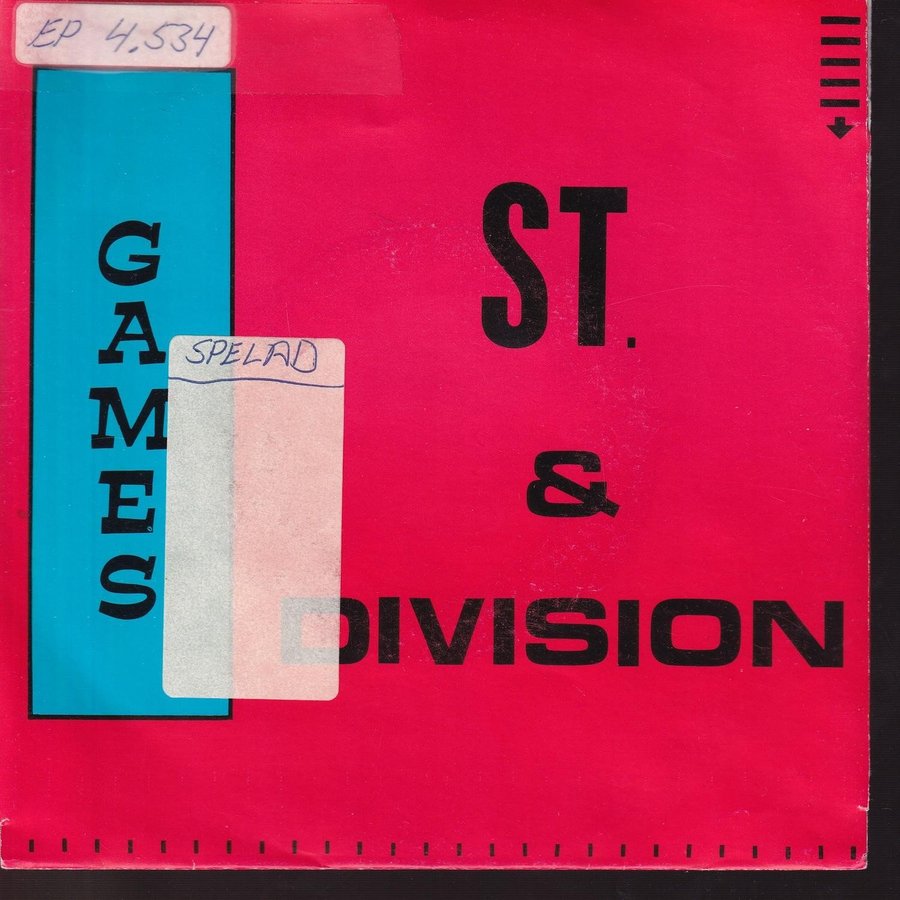 EP 4.534
GAMES
SPELAD
ST.
&
DIVISION